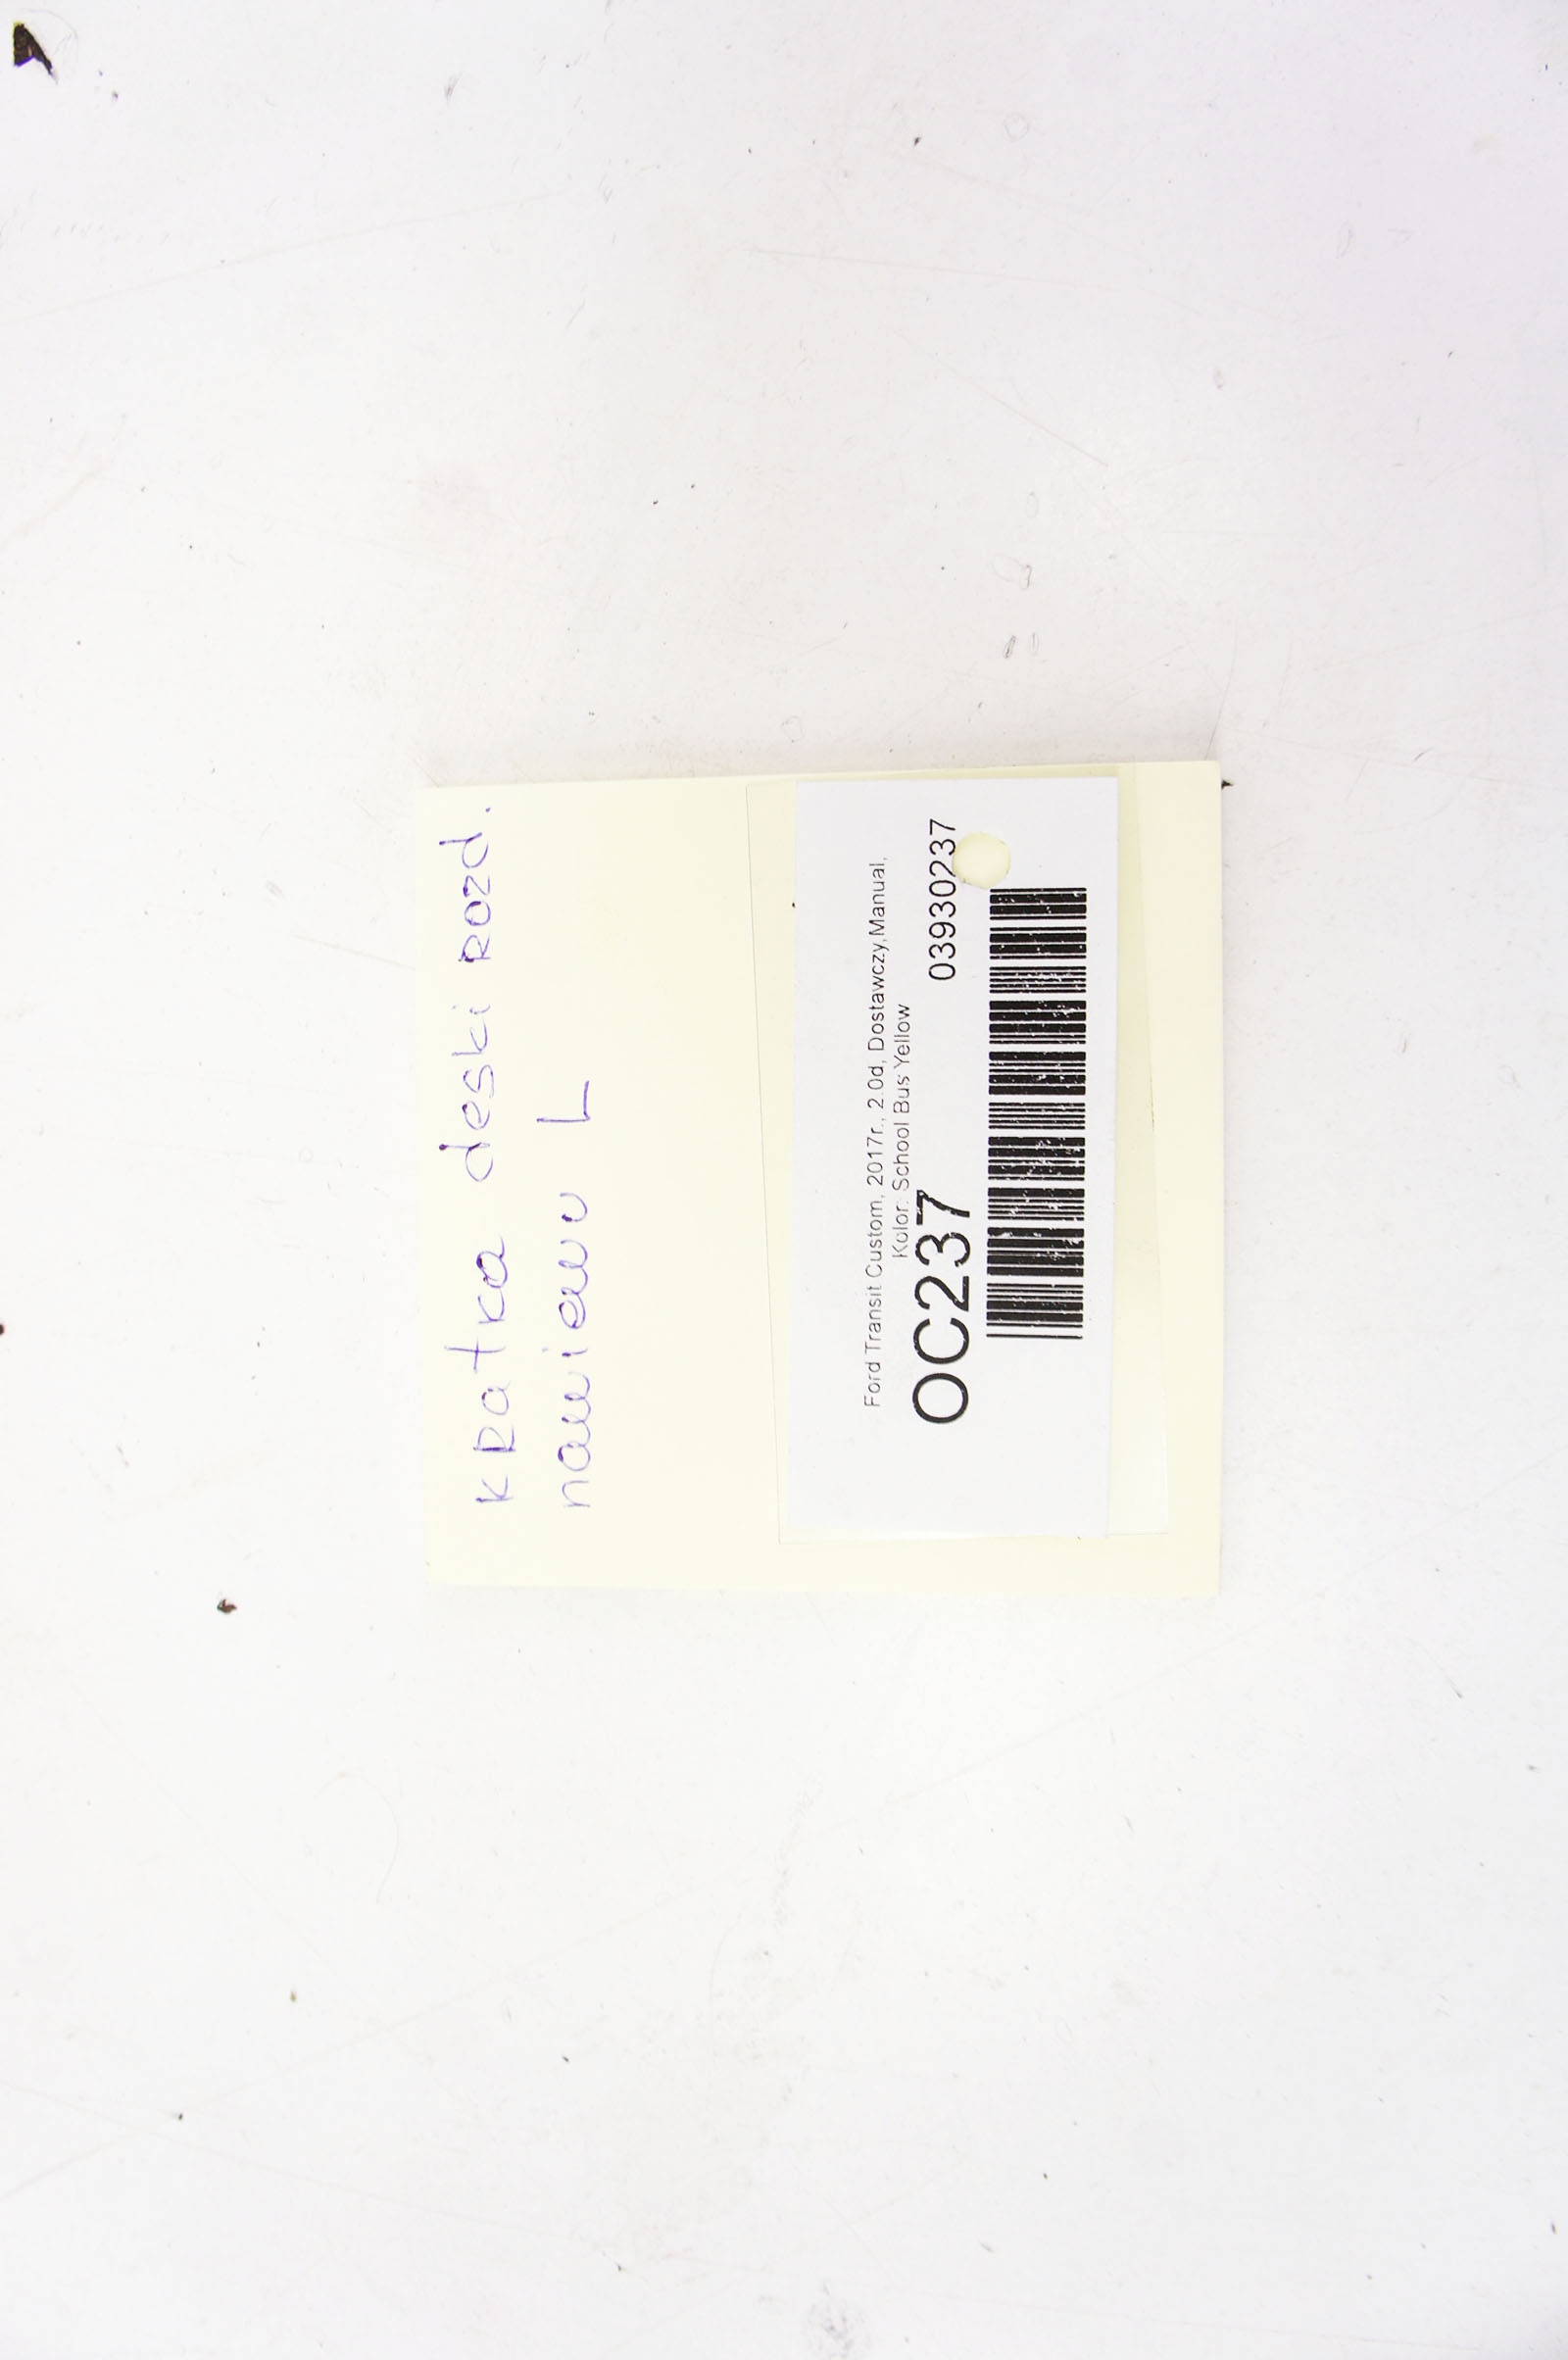 kratka deski rozd.
nawiewu L
Ford Transit Custom, 2017r., 2.0d, Dostawczy,Manual,
Kolor: School Bus Yellow
OC237 03930237